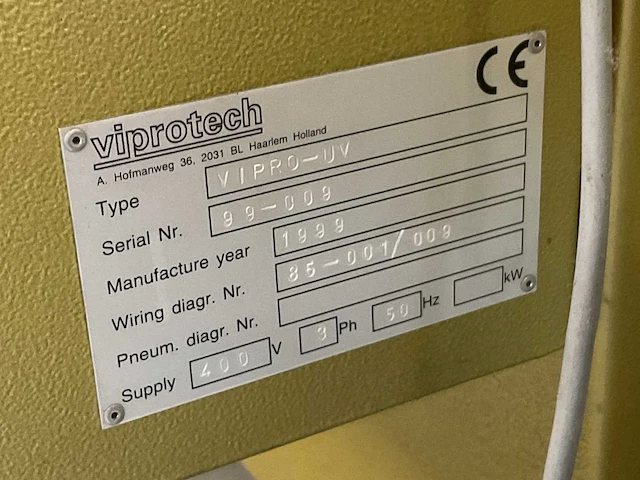 CE
viprotech
A. Hofmanweg 36, 2031 BL Haarlem Holland
Type VIPRO-UV
Serial Nr. 99-009
Manufacture year 1999
Wiring diagr. Nr. 85-001/009
Pneum. diagr. Nr.
Supply 400 V 3 Ph 50 Hz kW